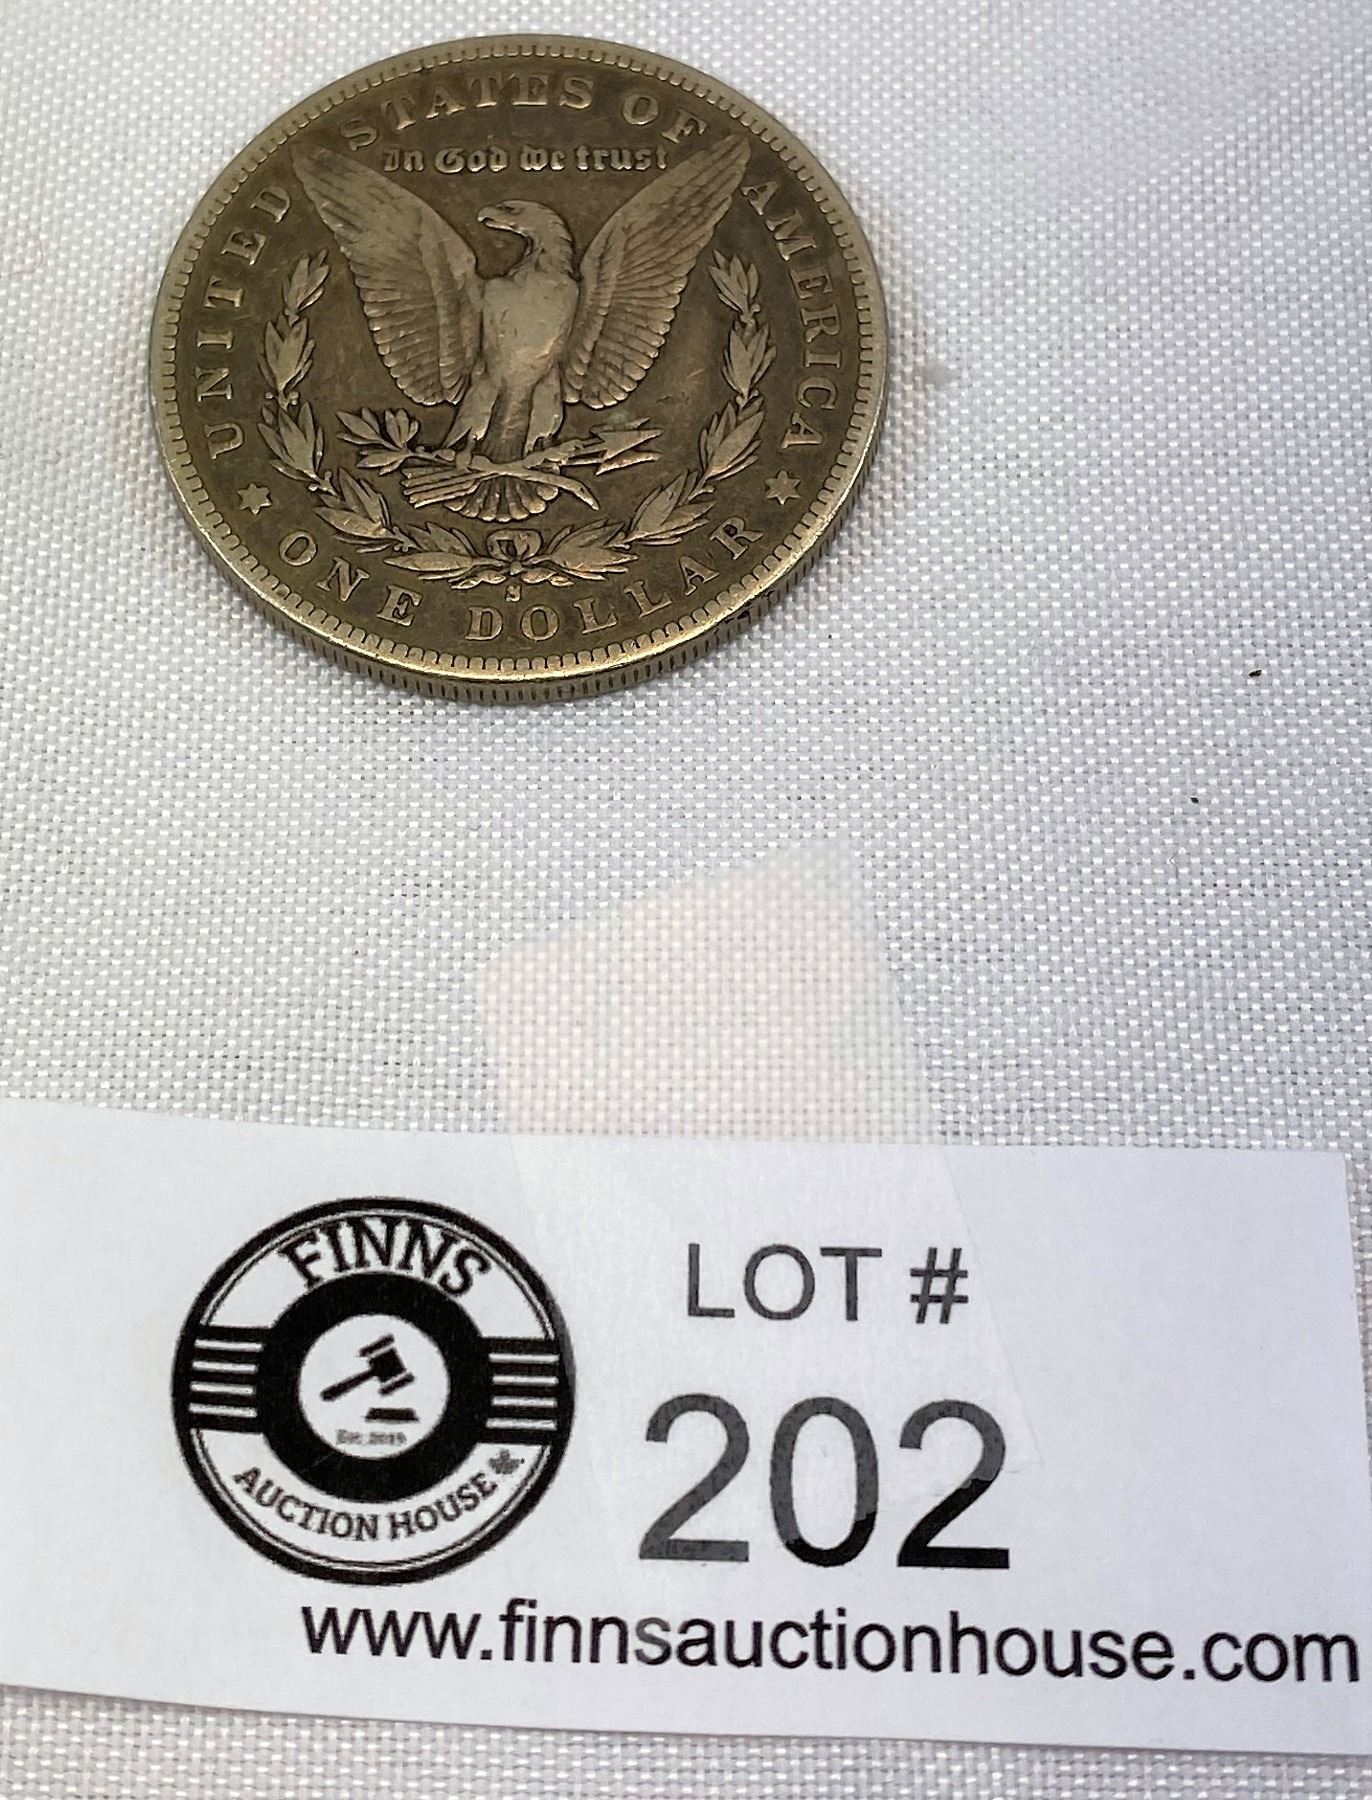 UNITED STATES OF AMERICA
In God we trust
S
ONE DOLLAR
FINNS
Est. 2019
AUCTION HOUSE
LOT #
202
www.finnsauctionhouse.com